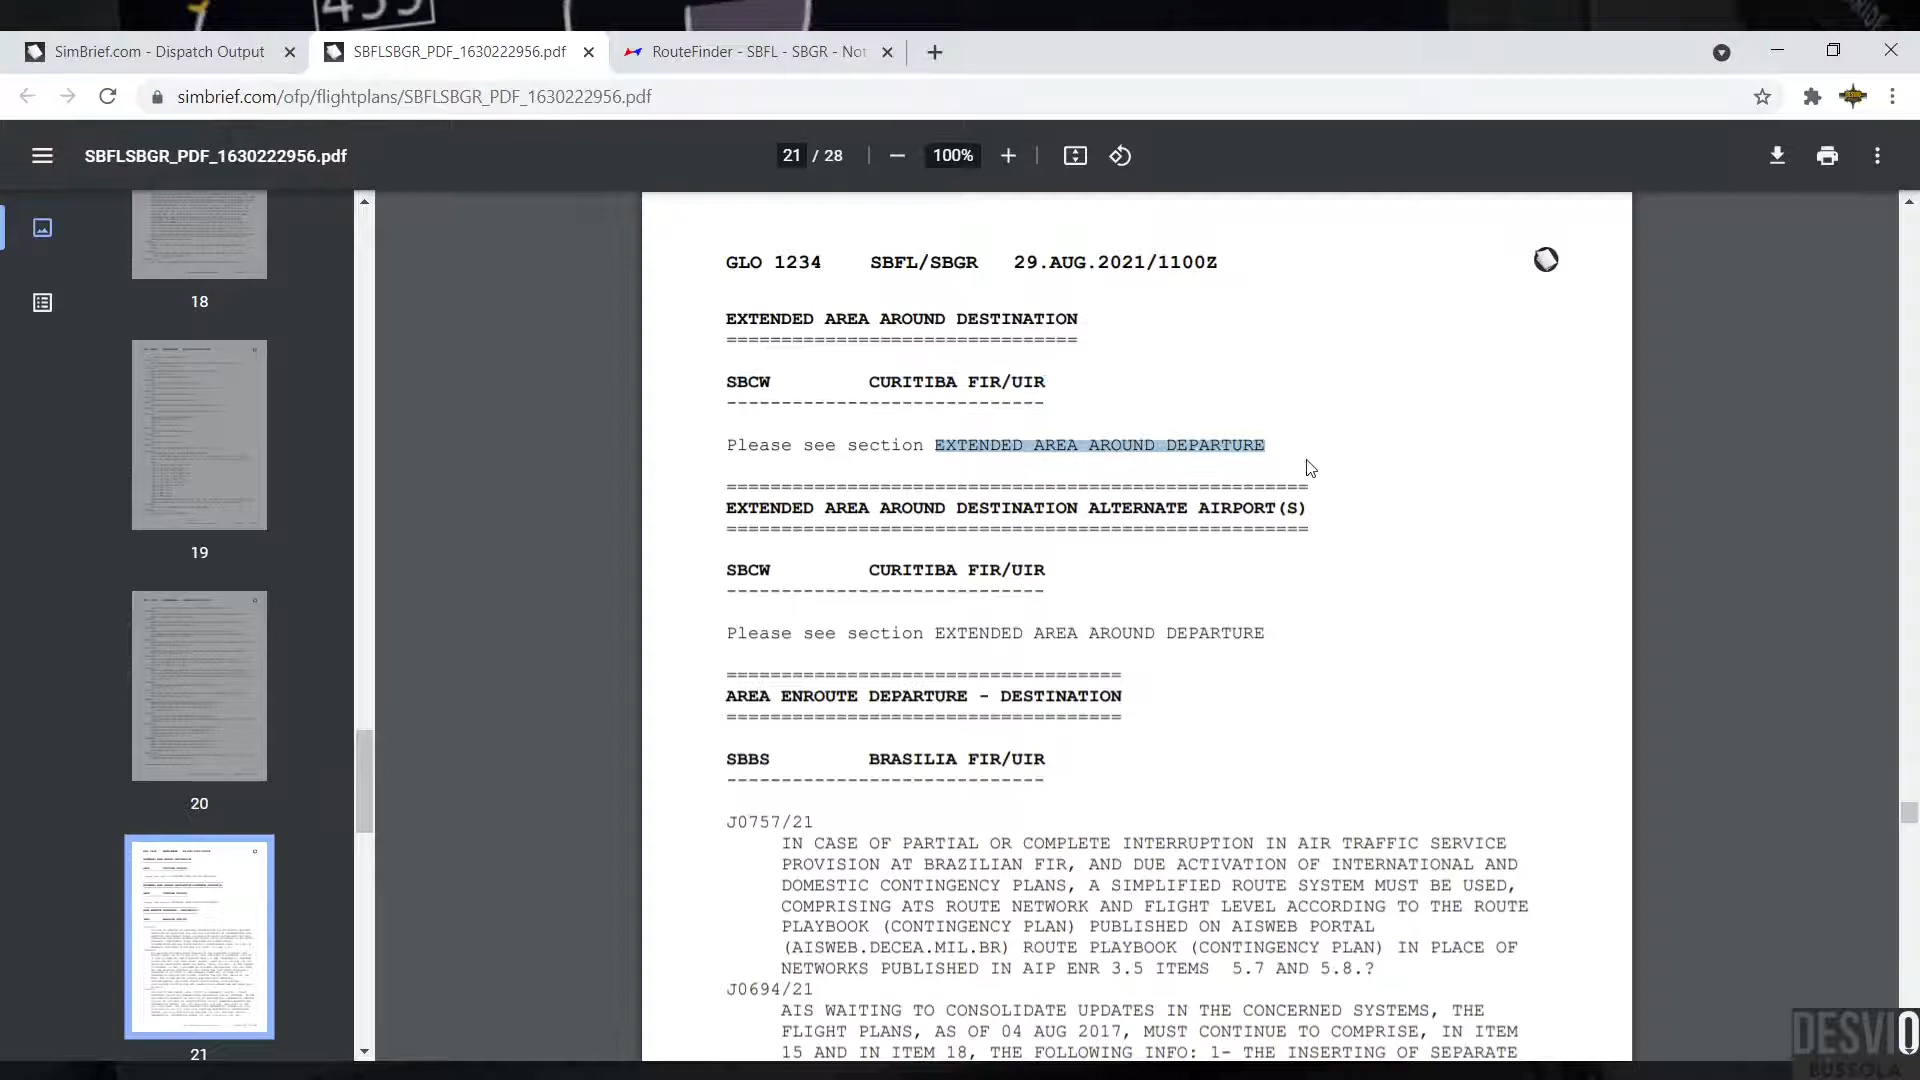 455
SimBrief.com - Dispatch Output
SBFLSBGR_PDF_1630222956.pdf
RouteFinder - SBFL - SBGR - Not
simbrief.com/ofp/flightplans/SBFLSBGR_PDF_1630222956.pdf
SBFLSBGR_PDF_1630222956.pdf
21 / 28
100%
18
19
20
21
GLO 1234 SBFL/SBGR 29.AUG.2021/1100Z
EXTENDED AREA AROUND DESTINATION
================================
SBCW CURITIBA FIR/UIR
-----------------------------
Please see section EXTENDED AREA AROUND DEPARTURE
=====================================================
EXTENDED AREA AROUND DESTINATION ALTERNATE AIRPORT(S)
=====================================================
SBCW CURITIBA FIR/UIR
-----------------------------
Please see section EXTENDED AREA AROUND DEPARTURE
====================================
AREA ENROUTE DEPARTURE - DESTINATION
====================================
SBBS BRASILIA FIR/UIR
-----------------------------
J0757/21
IN CASE OF PARTIAL OR COMPLETE INTERRUPTION IN AIR TRAFFIC SERVICE
PROVISION AT BRAZILIAN FIR, AND DUE ACTIVATION OF INTERNATIONAL AND
DOMESTIC CONTINGENCY PLANS, A SIMPLIFIED ROUTE SYSTEM MUST BE USED,
COMPRISING ATS ROUTE NETWORK AND FLIGHT LEVEL ACCORDING TO THE ROUTE
PLAYBOOK (CONTINGENCY PLAN) PUBLISHED ON AISWEB PORTAL
(AISWEB.DECEA.MIL.BR) ROUTE PLAYBOOK (CONTINGENCY PLAN) IN PLACE OF
NETWORKS PUBLISHED IN AIP ENR 3.5 ITEMS 5.7 AND 5.8.?
J0694/21
AIS WAITING TO CONSOLIDATE UPDATES IN THE CONCERNED SYSTEMS, THE
FLIGHT PLANS, AS OF 04 AUG 2017, MUST CONTINUE TO COMPRISE, IN ITEM
15 AND IN ITEM 18, THE FOLLOWING INFO: 1- THE INSERTING OF SEPARATE
DESVIO
BÚSSOLA